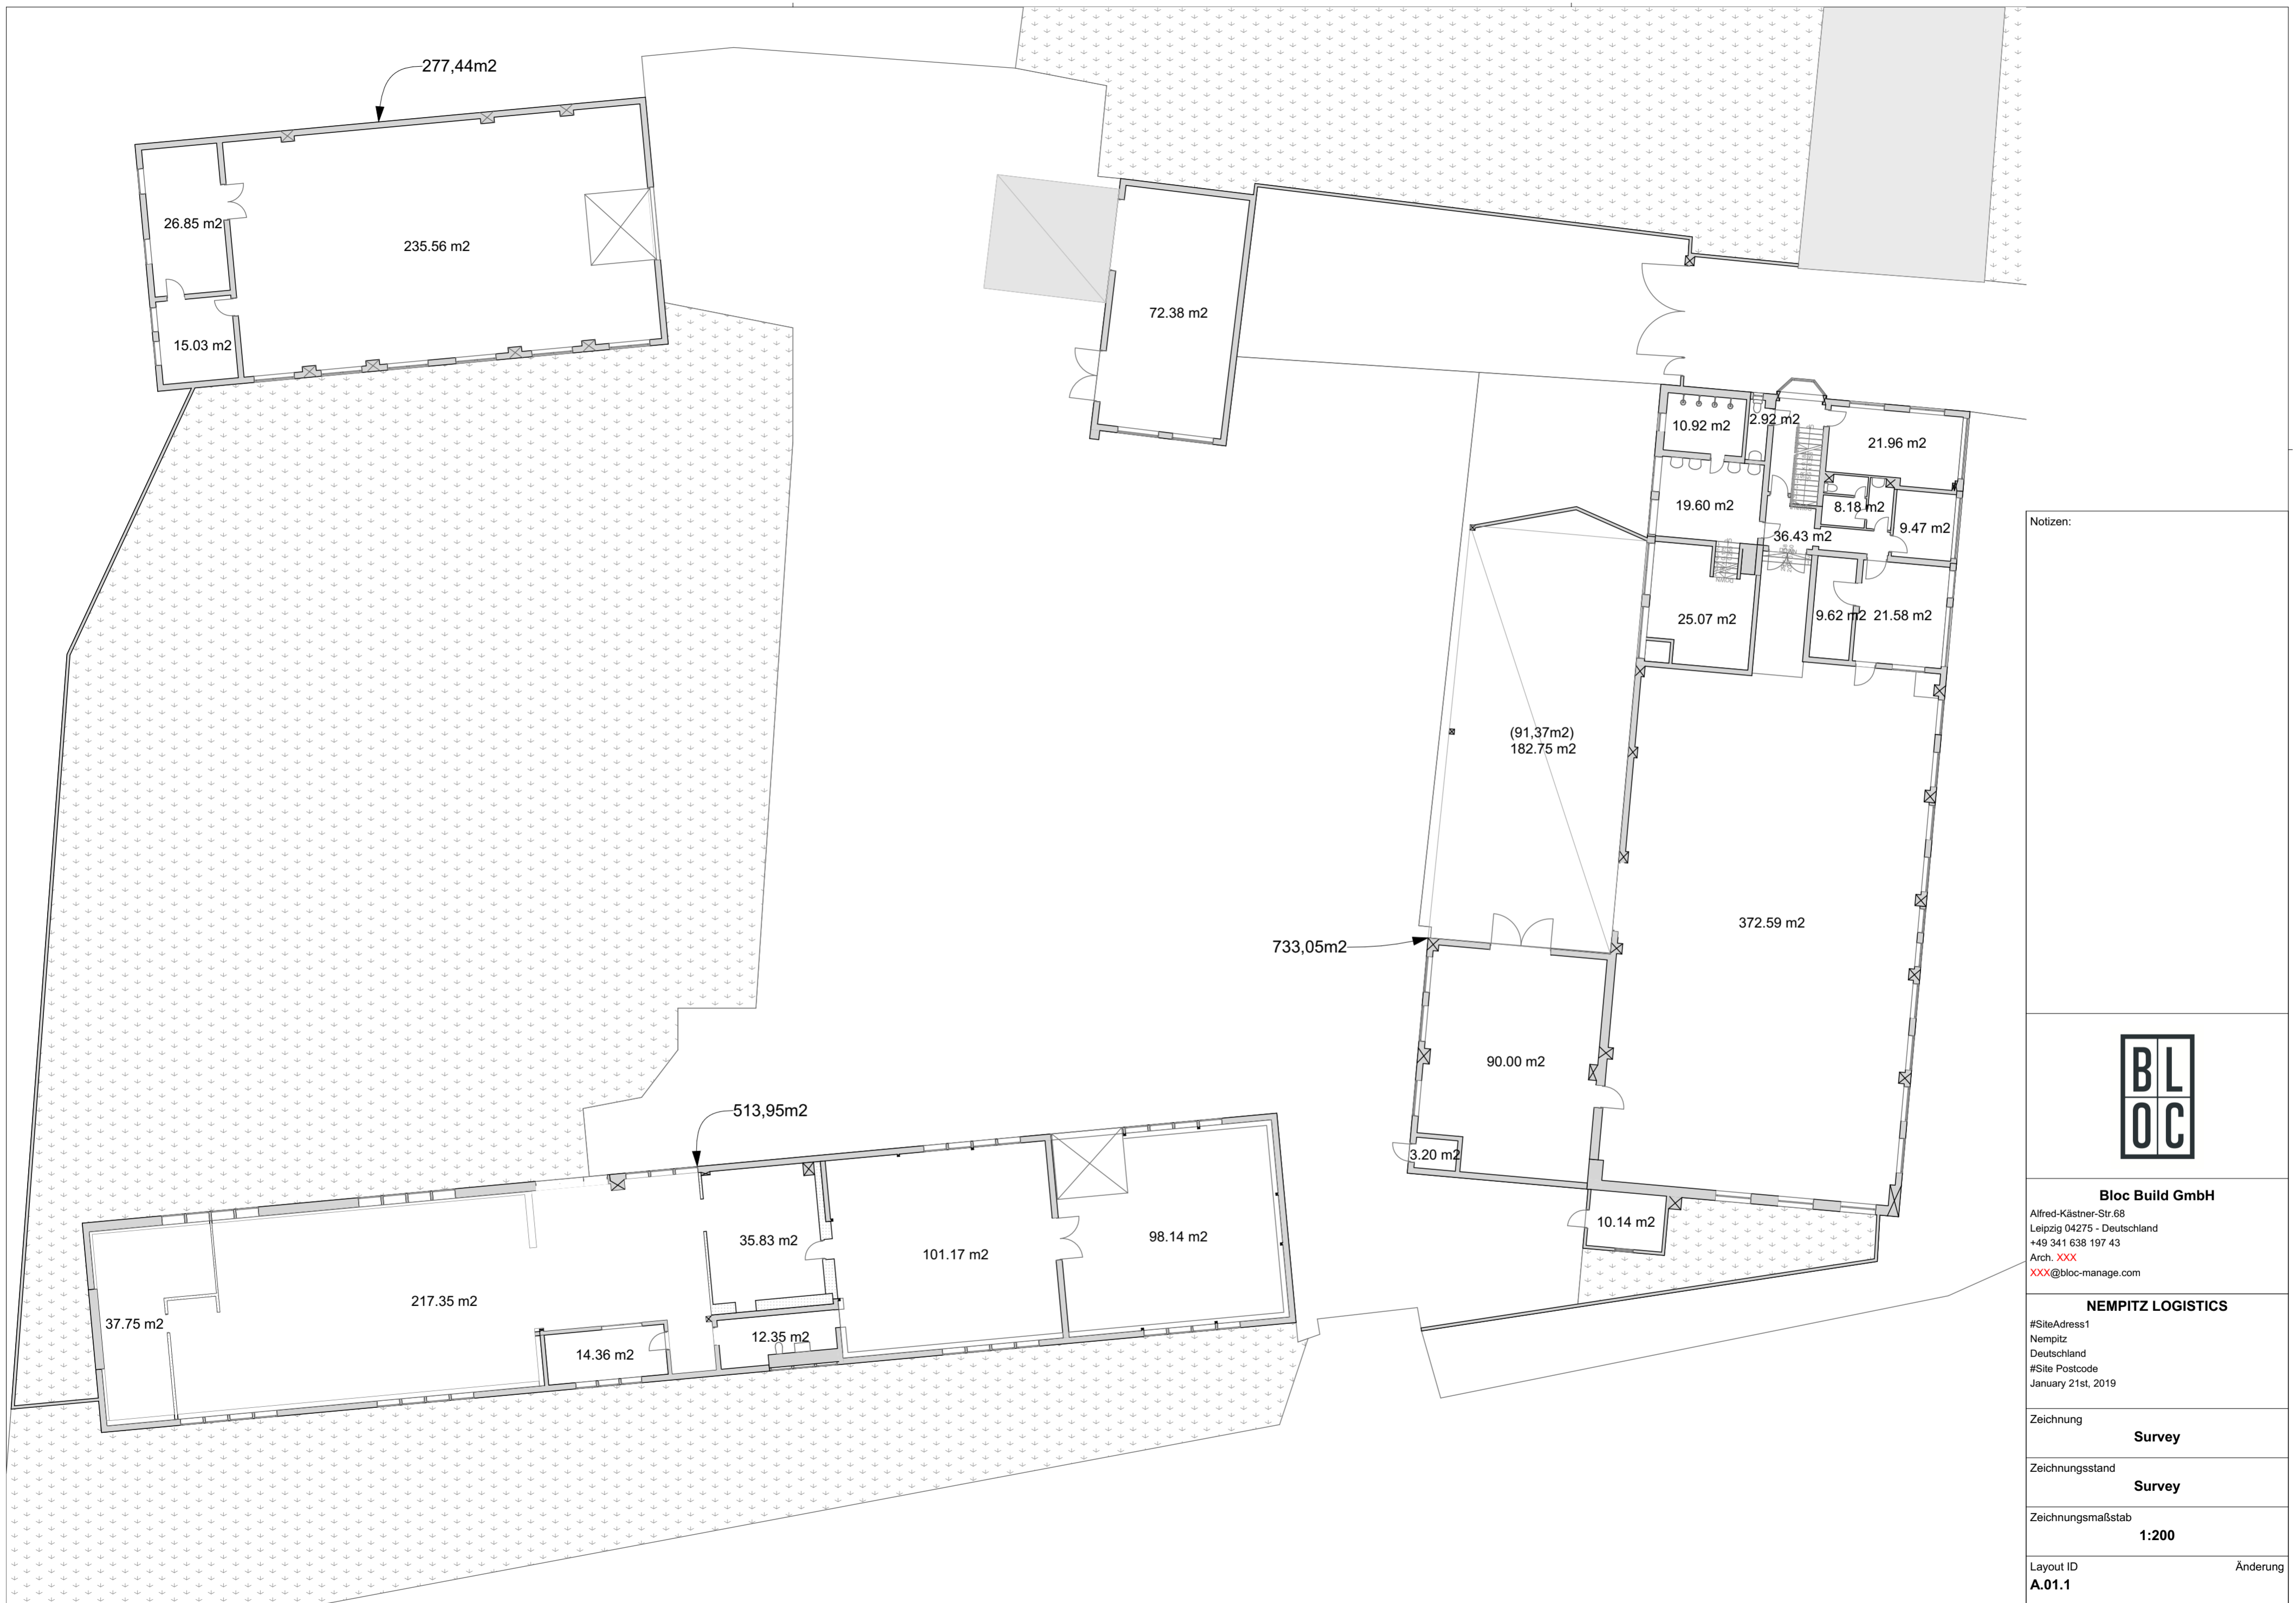 277,44m2
26.85 m2
235.56 m2
15.03 m2
72.38 m2
10.92 m2
2.92 m2
21.96 m2
19.60 m2
8.18 m2
9.47 m2
36.43 m2
25.07 m2
9.62 m2
21.58 m2
(91,37m2)
182.75 m2
372.59 m2
733,05m2
90.00 m2
3.20 m2
10.14 m2
513,95m2
35.83 m2
101.17 m2
98.14 m2
217.35 m2
37.75 m2
12.35 m2
14.36 m2
Notizen:
BL
OC
Bloc Build GmbH
Alfred-Kästner-Str.68
Leipzig 04275 - Deutschland
+49 341 638 197 43
Arch. XXX
XXX@bloc-manage.com
NEMPITZ LOGISTICS
#SiteAdress1
Nempitz
Deutschland
#Site Postcode
January 21st, 2019
Zeichnung
Survey
Zeichnungsstand
Survey
Zeichnungsmaßstab
1:200
Layout ID
Änderung
A.01.1